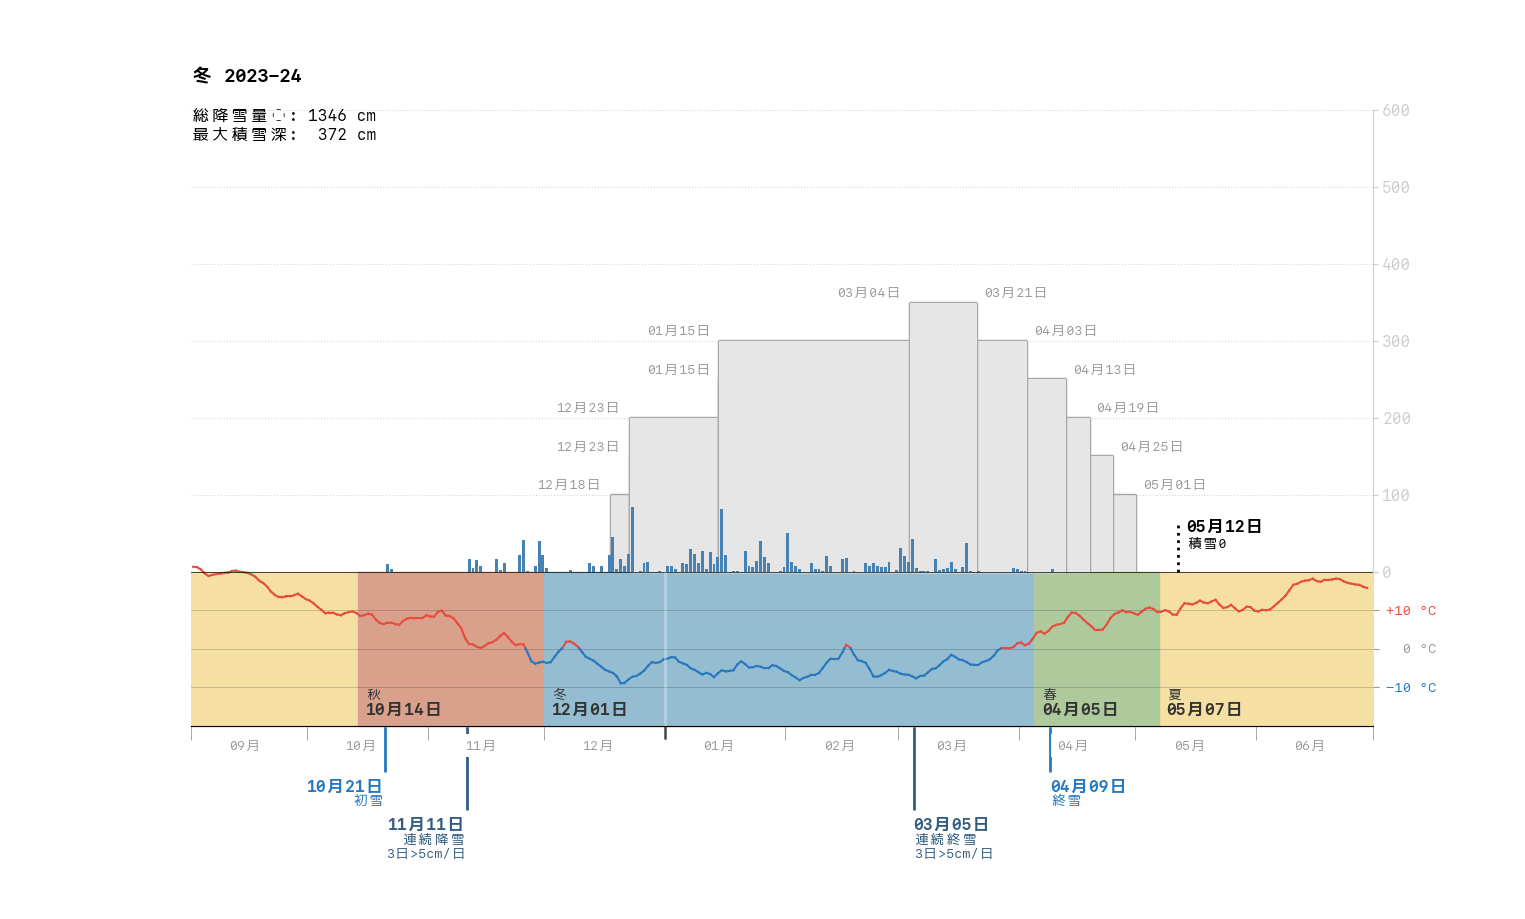 冬 2023−24
総降雪量: 1346 cm
最大積雪深: 372 cm
600
500
400
300
200
100
0
03月04日
03月21日
01月15日
04月03日
01月15日
04月13日
12月23日
04月19日
12月23日
04月25日
12月18日
05月01日
05月12日
積雪0
+10 °C
0 °C
−10 °C
秋
10月14日
冬
12月01日
春
04月05日
夏
05月07日
09月
10月
11月
12月
01月
02月
03月
04月
05月
06月
10月21日
初雪
04月09日
終雪
11月11日
連続降雪
3日>5cm/日
03月05日
連続終雪
3日>5cm/日